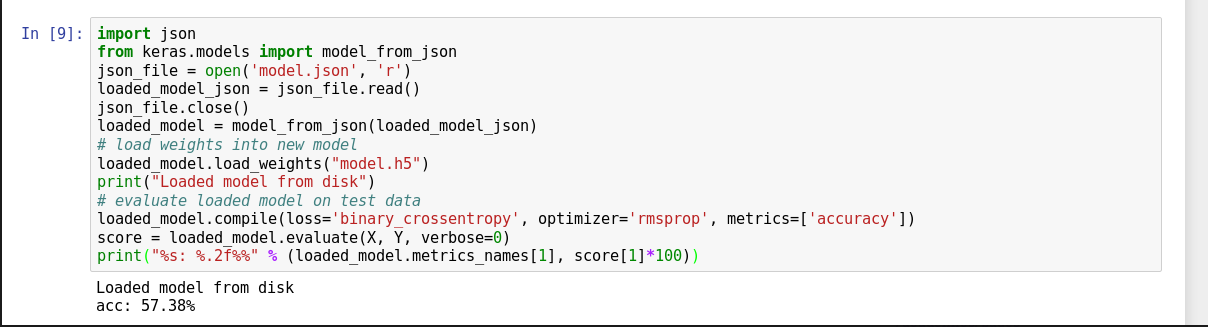 In [9]: import json
from keras.models import model_from_json
json_file = open('model.json', 'r')
loaded_model_json = json_file.read()
json_file.close()
loaded_model = model_from_json(loaded_model_json)
# load weights into new model
loaded_model.load_weights("model.h5")
print("Loaded model from disk")
# evaluate loaded model on test data
loaded_model.compile(loss='binary_crossentropy', optimizer='rmsprop', metrics=['accuracy'])
score = loaded_model.evaluate(X, Y, verbose=0)
print("%s: %.2f%%" % (loaded_model.metrics_names[1], score[1]*100))
Loaded model from disk
acc: 57.38%